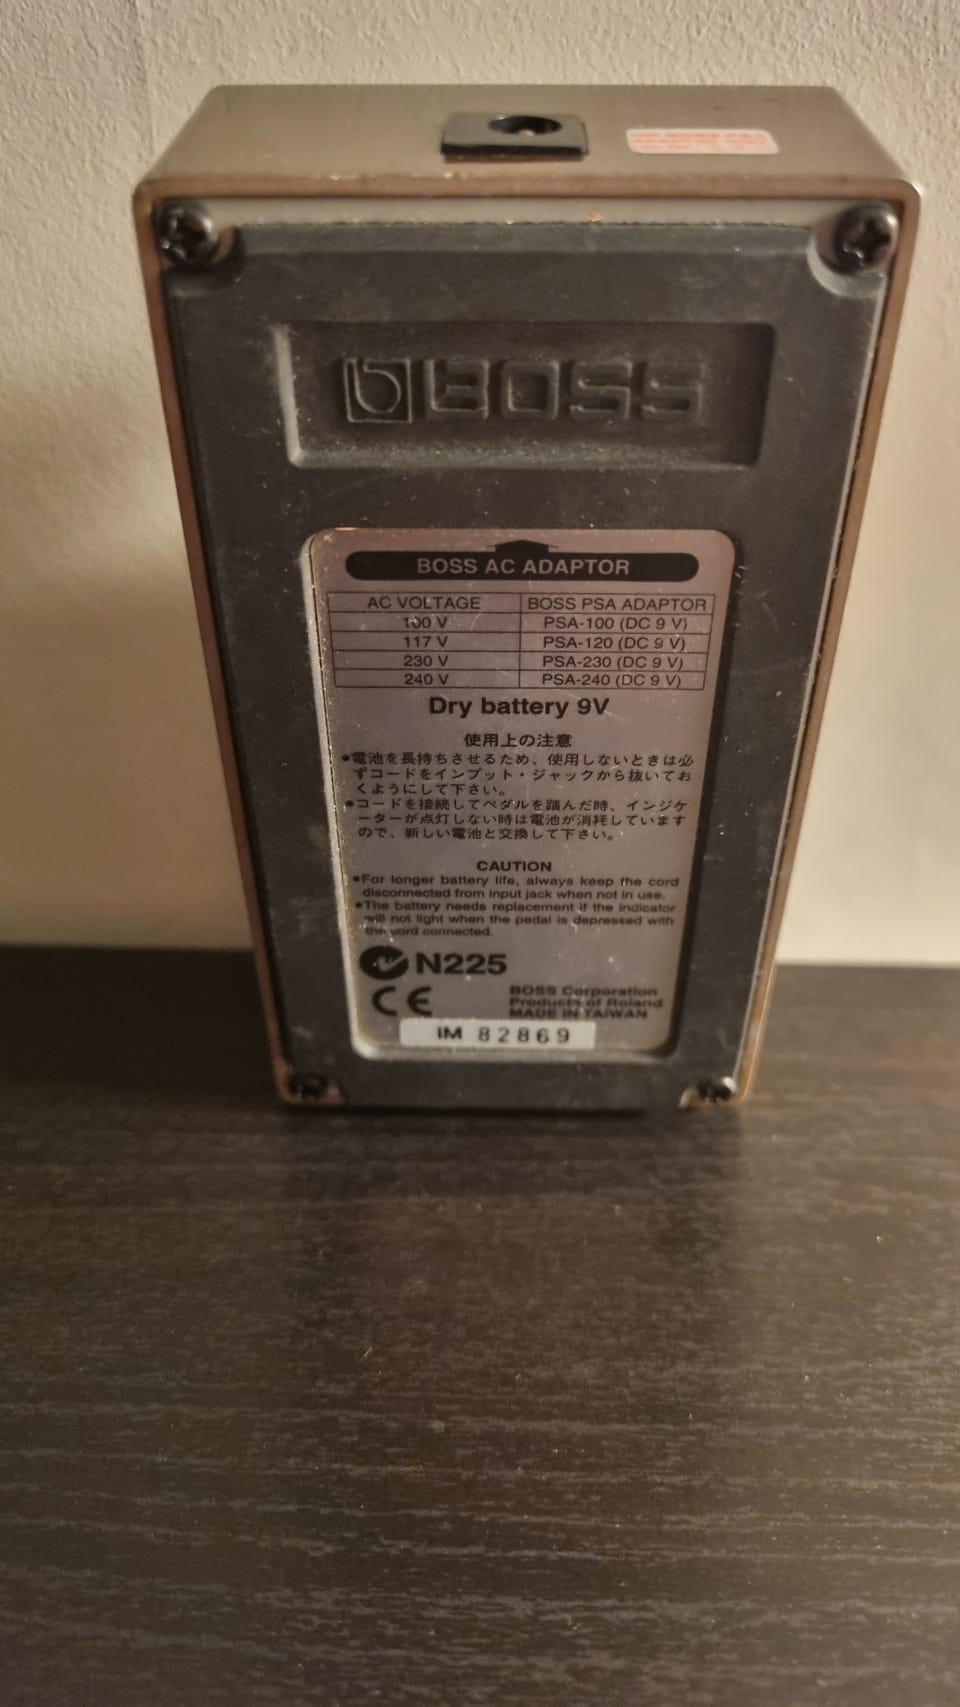 BOSS
BOSS AC ADAPTOR
AC VOLTAGE BOSS PSA ADAPTOR
100 V PSA-100 (DC 9 V)
117 V PSA-120 (DC 9 V)
230 V PSA-230 (DC 9 V)
240 V PSA-240 (DC 9 V)
Dry battery 9V
使用上の注意
●電池を長持ちさせるため、使用しないときは必
ずコードをインプット・ジャックから抜いてお
くようにして下さい。
●コードを接続してペダルを踏んだ時、インジケ
ーターが点灯しない時は電池が消耗しています
ので、新しい電池と交換して下さい。
CAUTION
●For longer battery life, always keep the cord
disconnected from input jack when not in use.
●The battery needs replacement if the indicator
will not light when the pedal is depressed with
the cord connected.
N225
CE
BOSS Corporation
Products of Roland
MADE IN TAIWAN
IM 82869